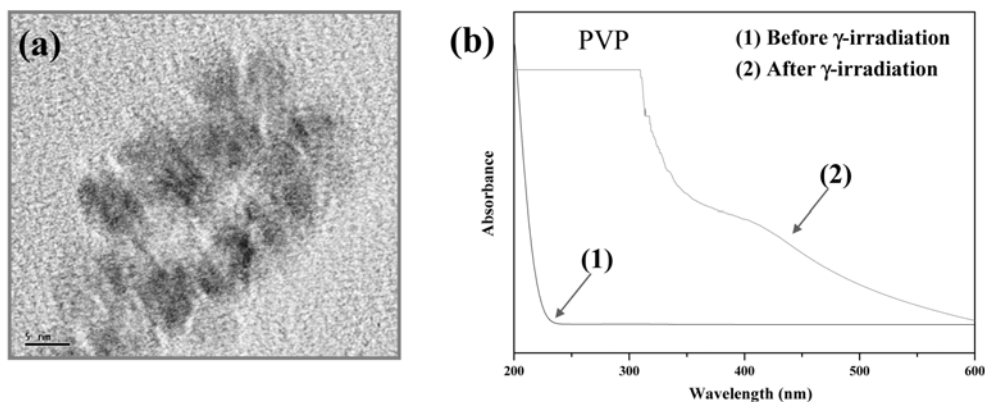 (a)
5 nm
(b)
PVP
(1) Before γ-irradiation
(2) After γ-irradiation
(2)
(1)
Absorbance
200
300
400
500
600
Wavelength (nm)